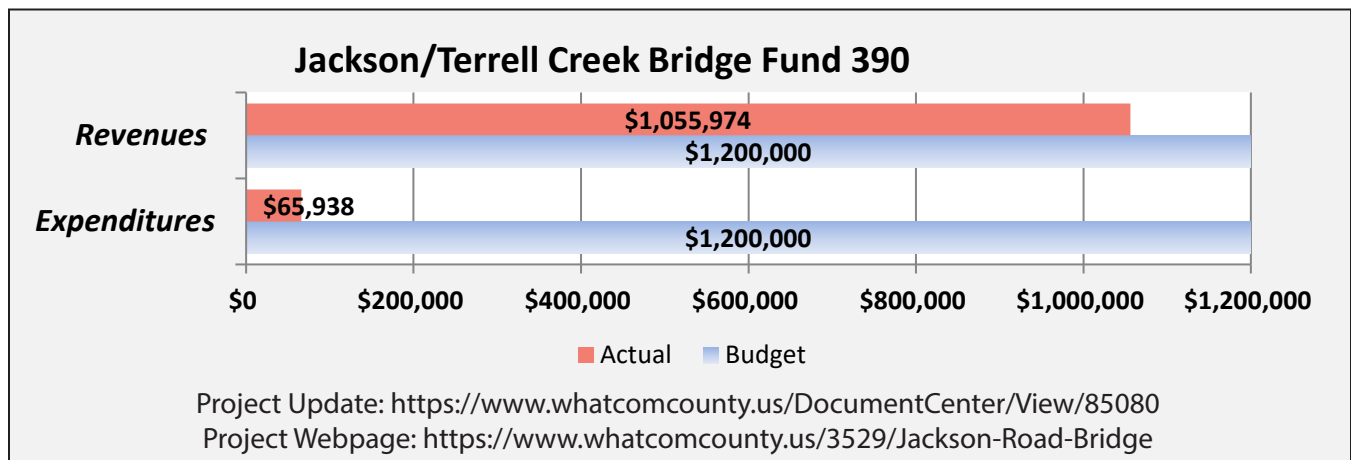 Jackson/Terrell Creek Bridge Fund 390
Revenues
$1,055,974
$1,200,000
Expenditures
$65,938
$1,200,000
$0 $200,000 $400,000 $600,000 $800,000 $1,000,000 $1,200,000
Actual Budget
Project Update: https://www.whatcomcounty.us/DocumentCenter/View/85080
Project Webpage: https://www.whatcomcounty.us/3529/Jackson-Road-Bridge